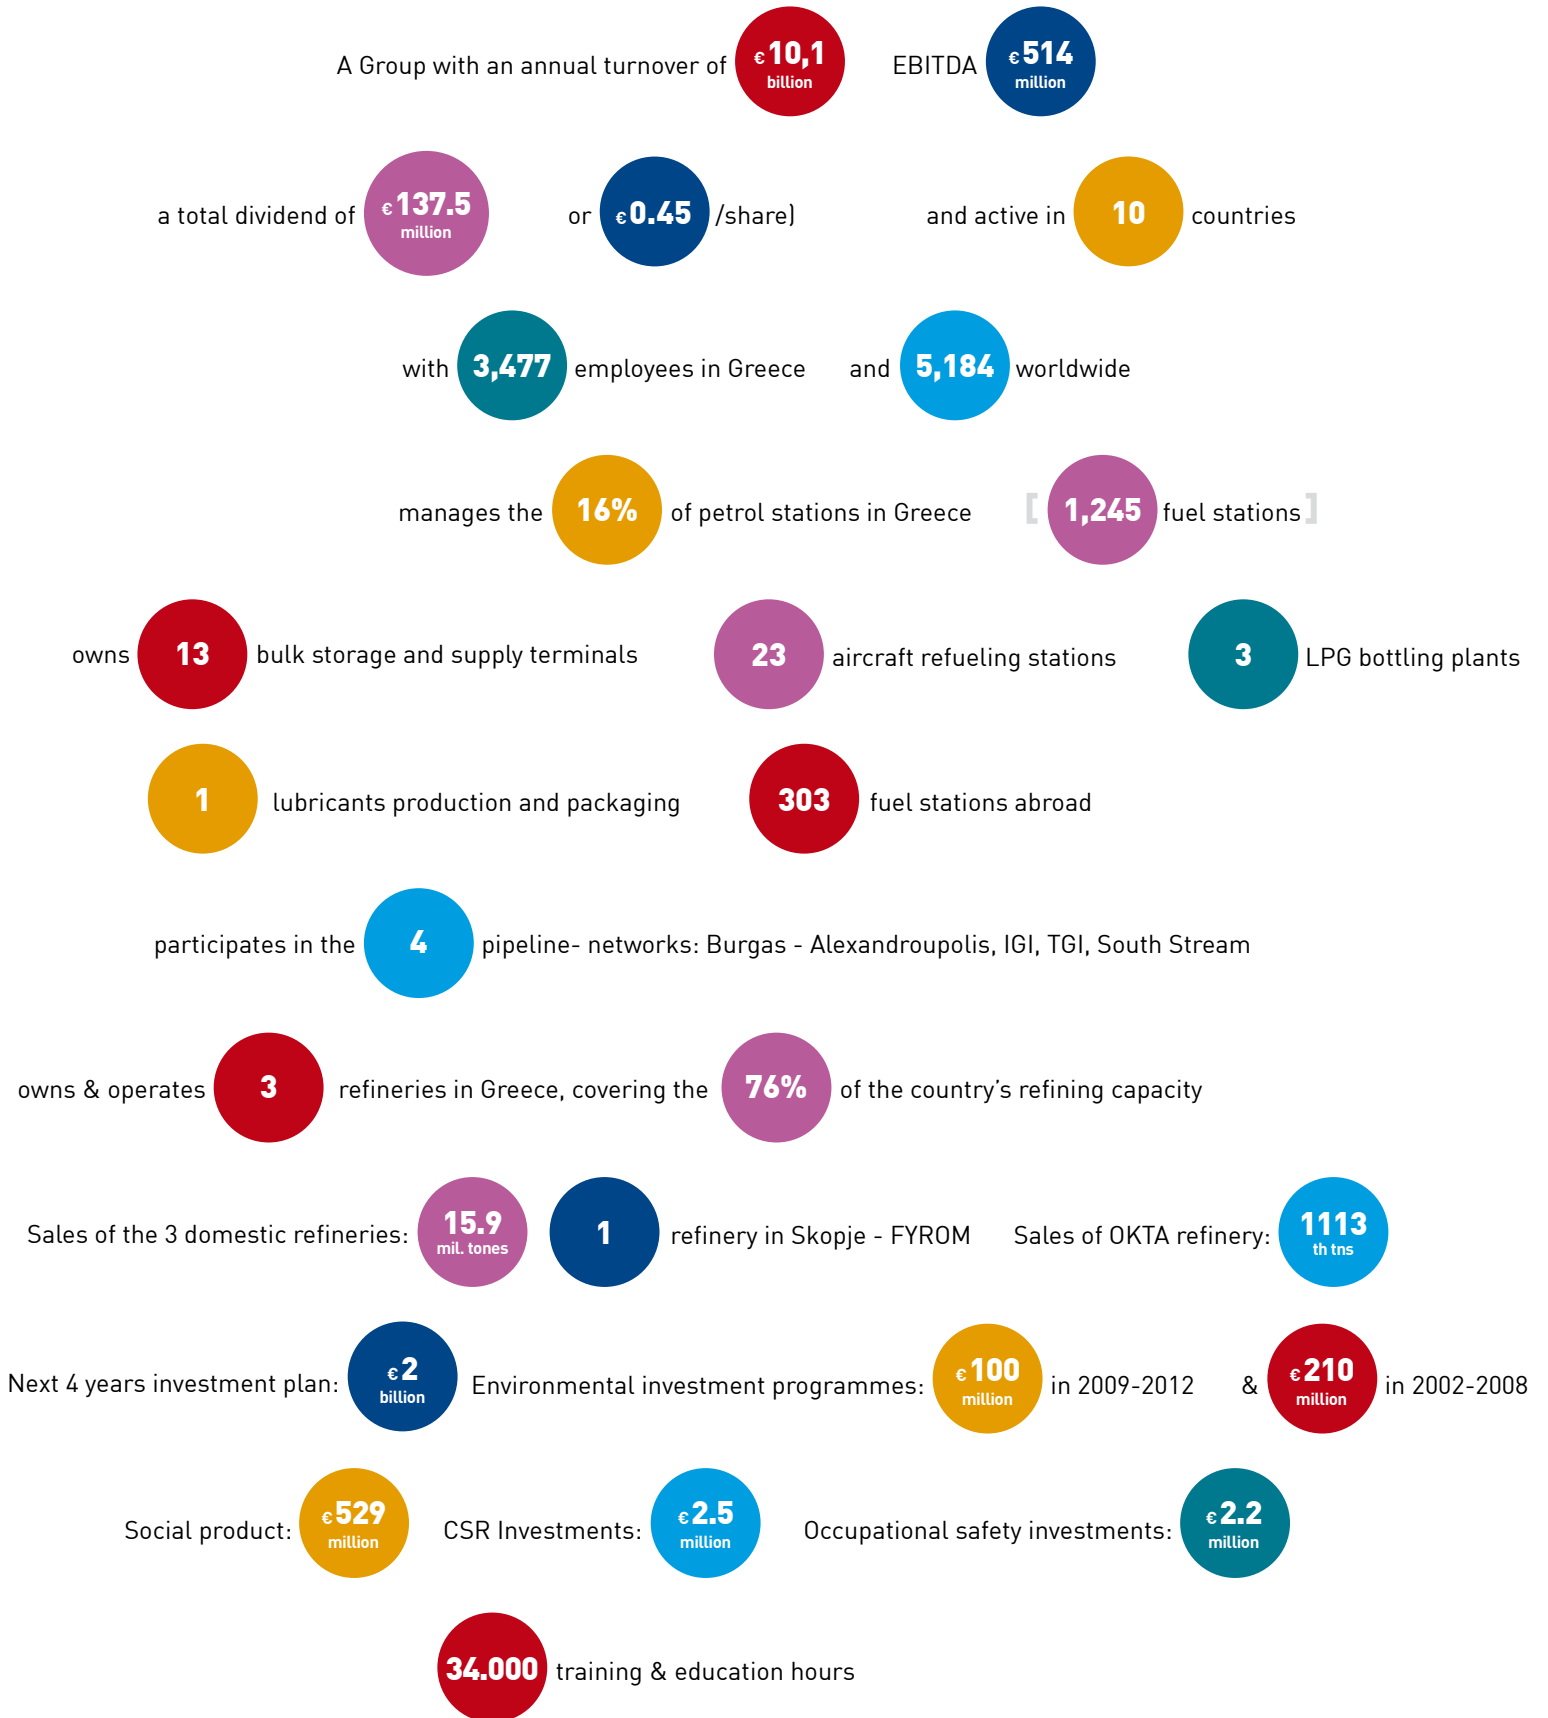 A Group with an annual turnover of €10,1 billion EBITDA €514 million
a total dividend of €137.5 million or €0.45 /share) and active in 10 countries
with 3,477 employees in Greece and 5,184 worldwide
manages the 16% of petrol stations in Greece [1,245 fuel stations]
owns 13 bulk storage and supply terminals 23 aircraft refueling stations 3 LPG bottling plants
1 lubricants production and packaging 303 fuel stations abroad
participates in the 4 pipeline- networks: Burgas - Alexandroupolis, IGI, TGI, South Stream
owns & operates 3 refineries in Greece, covering the 76% of the country's refining capacity
Sales of the 3 domestic refineries: 15.9 mil. tones 1 refinery in Skopje - FYROM Sales of OKTA refinery: 1113 th tns
Next 4 years investment plan: €2 billion Environmental investment programmes: €100 million in 2009-2012 & €210 million in 2002-2008
Social product: €529 million CSR Investments: €2.5 million Occupational safety investments: €2.2 million
34.000 training & education hours